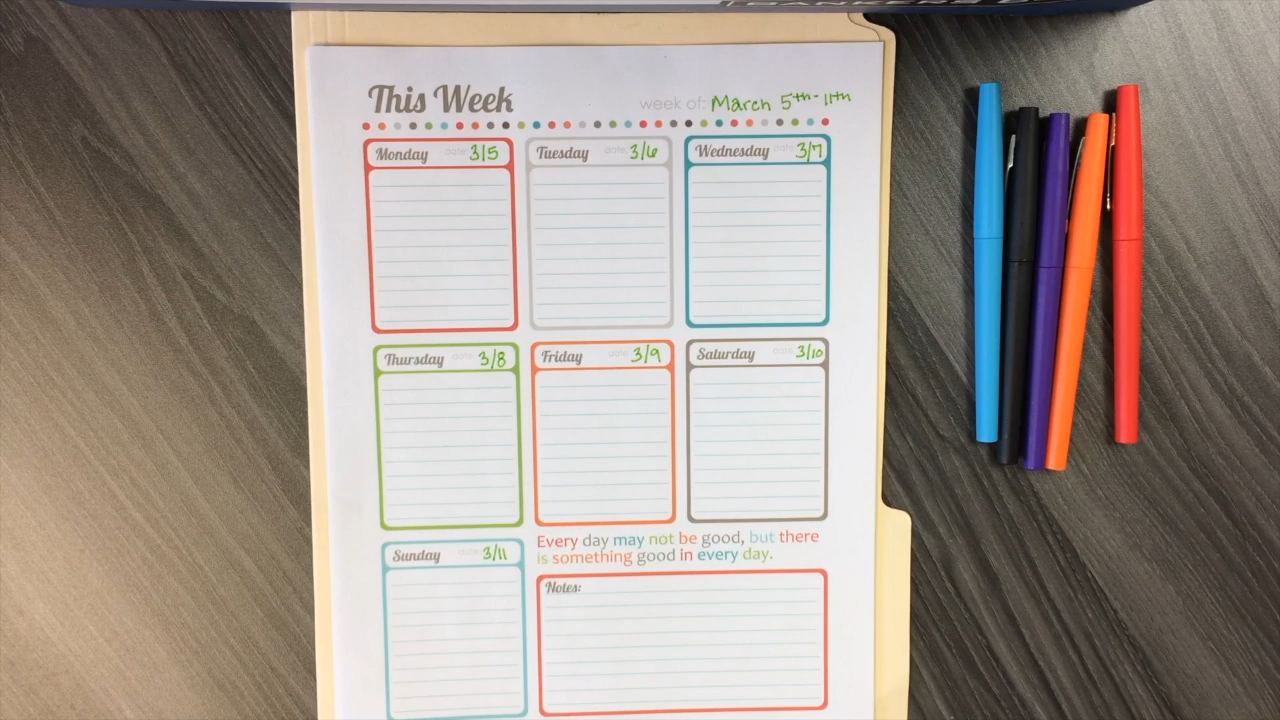 This Week
week of: March 5th - 11th
Monday date: 3/5
Tuesday date: 3/6
Wednesday date: 3/7
Thursday date: 3/8
Friday date: 3/9
Saturday date: 3/10
Sunday date: 3/11
Every day may not be good, but there
is something good in every day.
Notes: